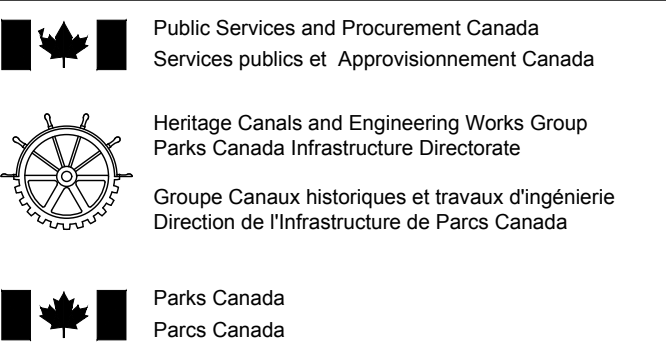 Public Services and Procurement Canada
Services publics et  Approvisionnement Canada
Heritage Canals and Engineering Works Group
Parks Canada Infrastructure Directorate
Groupe Canaux historiques et travaux d'ingénierie
Direction de l'Infrastructure de Parcs Canada
Parks Canada
Parcs Canada